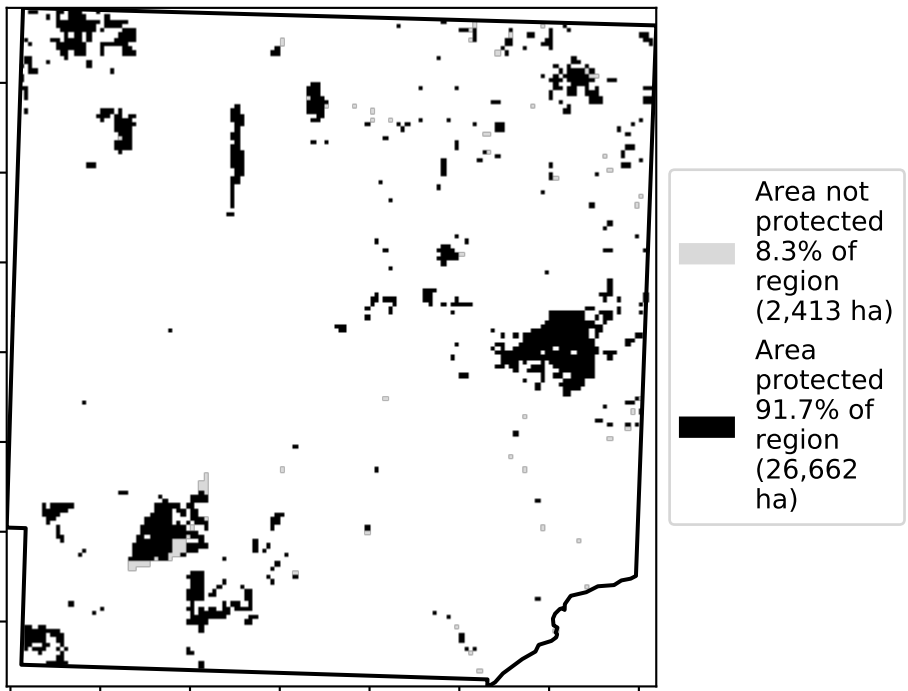 Area not
protected
8.3% of
region
(2,413 ha)
Area
protected
91.7% of
region
(26,662
ha)